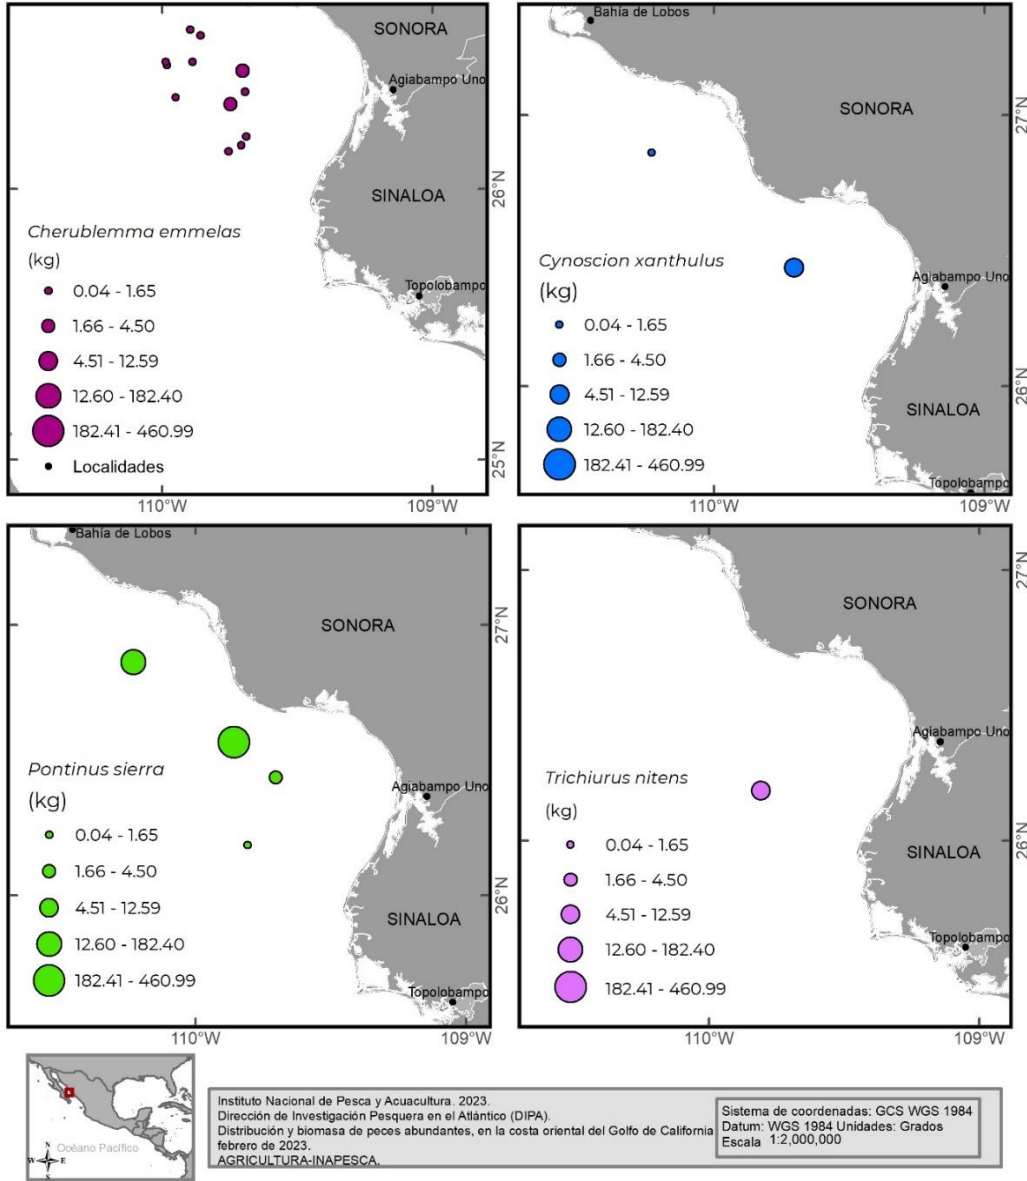 SONORA
Agiabampo Uno
26°N
SINALOA
Cherublemma emmelas
(kg)
0.04 - 1.65
Topolobampo
1.66 - 4.50
4.51 - 12.59
12.60 - 182.40
182.41 - 460.99
Localidades
25°N
110°W
109°W
Bahía de Lobos
27°N
SONORA
Cynoscion xanthulus
(kg)
Agiabampo Uno
0.04 - 1.65
1.66 - 4.50
26°N
4.51 - 12.59
SINALOA
12.60 - 182.40
182.41 - 460.99
Topolobampo
110°W
109°W
Bahía de Lobos
SONORA
27°N
Pontinus sierra
(kg)
Agiabampo Uno
0.04 - 1.65
1.66 - 4.50
26°N
4.51 - 12.59
SINALOA
12.60 - 182.40
182.41 - 460.99
Topolobampo
110°W
109°W
27°N
SONORA
Agiabampo Uno
Trichiurus nitens
(kg)
0.04 - 1.65
26°N
SINALOA
1.66 - 4.50
4.51 - 12.59
12.60 - 182.40
Topolobampo
182.41 - 460.99
110°W
109°W
Océano Pacífico
N
W E
S
Instituto Nacional de Pesca y Acuacultura. 2023.
Dirección de Investigación Pesquera en el Atlántico (DIPA).
Distribución y biomasa de peces abundantes, en la costa oriental del Golfo de California
febrero de 2023.
AGRICULTURA-INAPESCA.
Sistema de coordenadas: GCS WGS 1984
Datum: WGS 1984 Unidades: Grados
Escala 1:2,000,000